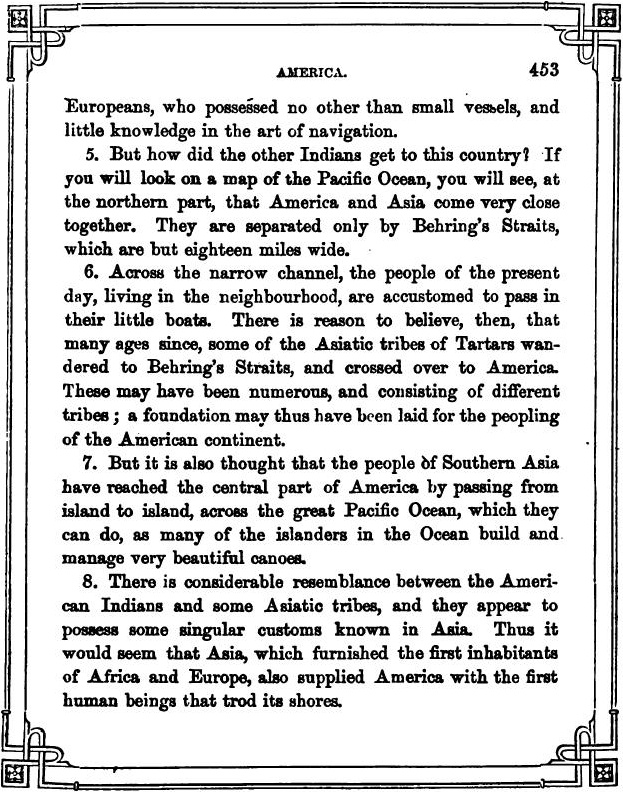 AMERICA. 453
Europeans, who possessed no other than small vessels, and
little knowledge in the art of navigation.
5. But how did the other Indians get to this country? If
you will look on a map of the Pacific Ocean, you will see, at
the northern part, that America and Asia come very close
together. They are separated only by Behring's Straits,
which are but eighteen miles wide.
6. Across the narrow channel, the people of the present
day, living in the neighbourhood, are accustomed to pass in
their little boats. There is reason to believe, then, that
many ages since, some of the Asiatic tribes of Tartars wan-
dered to Behring's Straits, and crossed over to America.
These may have been numerous, and consisting of different
tribes; a foundation may thus have been laid for the peopling
of the American continent.
7. But it is also thought that the people of Southern Asia
have reached the central part of America by passing from
island to island, across the great Pacific Ocean, which they
can do, as many of the islanders in the Ocean build and
manage very beautiful canoes.
8. There is considerable resemblance between the Ameri-
can Indians and some Asiatic tribes, and they appear to
possess some singular customs known in Asia. Thus it
would seem that Asia, which furnished the first inhabitants
of Africa and Europe, also supplied America with the first
human beings that trod its shores.